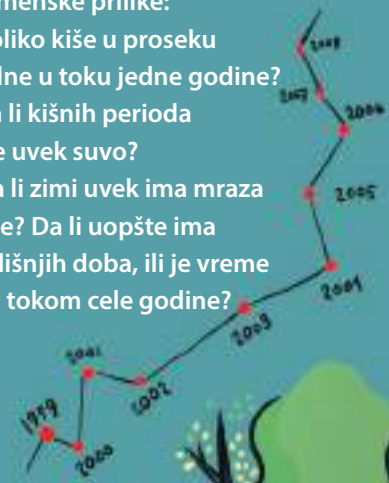 menske prilike:
oliko kiše u proseku
dne u toku jedne godine?
li kišnih perioda
e uvek suvo?
li zimi uvek ima mraza
e? Da li uopšte ima
lišnjih doba, ili je vreme
tokom cele godine?
2008
2007
2006
2005
2004
2003
2002
2001
2000
1999